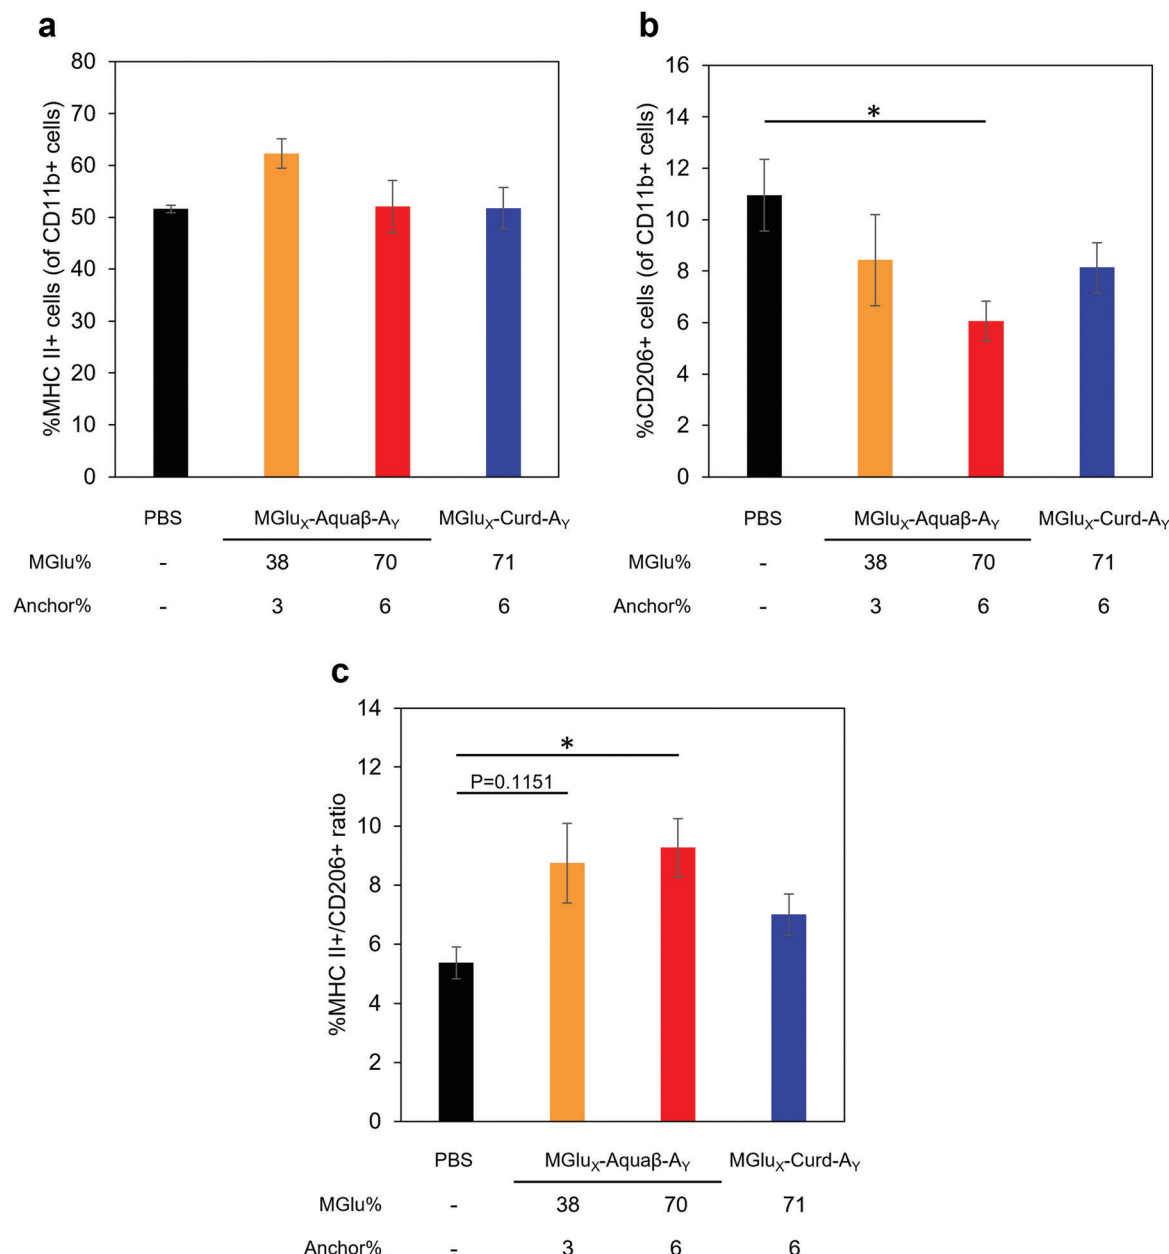 a
%MHC II+ cells (of CD11b+ cells)
80
70
60
50
40
30
20
10
0
PBS MGluX-Aquaβ-AY MGluX-Curd-AY
MGlu% - 38 70 71
Anchor% - 3 6 6
b
%CD206+ cells (of CD11b+ cells)
16
14
12
10
8
6
4
2
0
*
PBS MGluX-Aquaβ-AY MGluX-Curd-AY
MGlu% - 38 70 71
Anchor% - 3 6 6
c
%MHC II+/CD206+ ratio
14
12
10
8
6
4
2
0
*
P=0.1151
PBS MGluX-Aquaβ-AY MGluX-Curd-AY
MGlu% - 38 70 71
Anchor% - 3 6 6